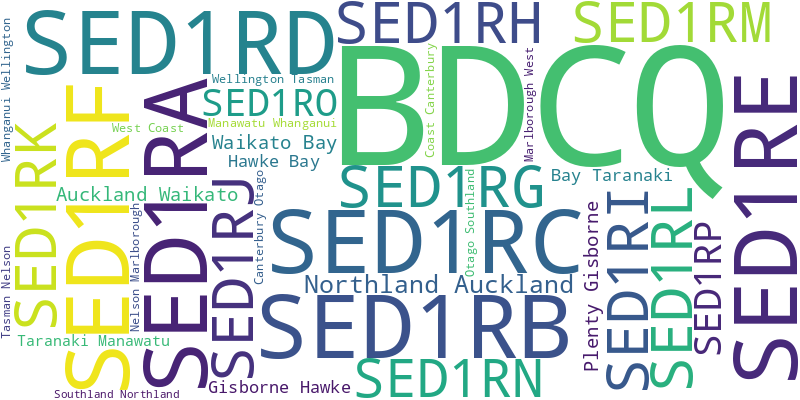 SED1RD
SED1RH
SED1RM
BDCQ
Whanganui Wellington
Wellington Tasman
SED1RO
Manawatu Whanganui
West Coast
Coast Canterbury
Marlborough West
SED1RK
SED1RF
SED1RA
SED1RE
Waikato Bay
Hawke Bay
Bay Taranaki
SED1RG
Auckland Waikato
SED1RJ
Canterbury Otago
Otago Southland
SED1RC
Plenty Gisborne
SED1RI
SED1RL
SED1RP
Nelson Marlborough
Tasman Nelson
Northland Auckland
SED1RB
Taranaki Manawatu
SED1RN
Gisborne Hawke
Southland Northland